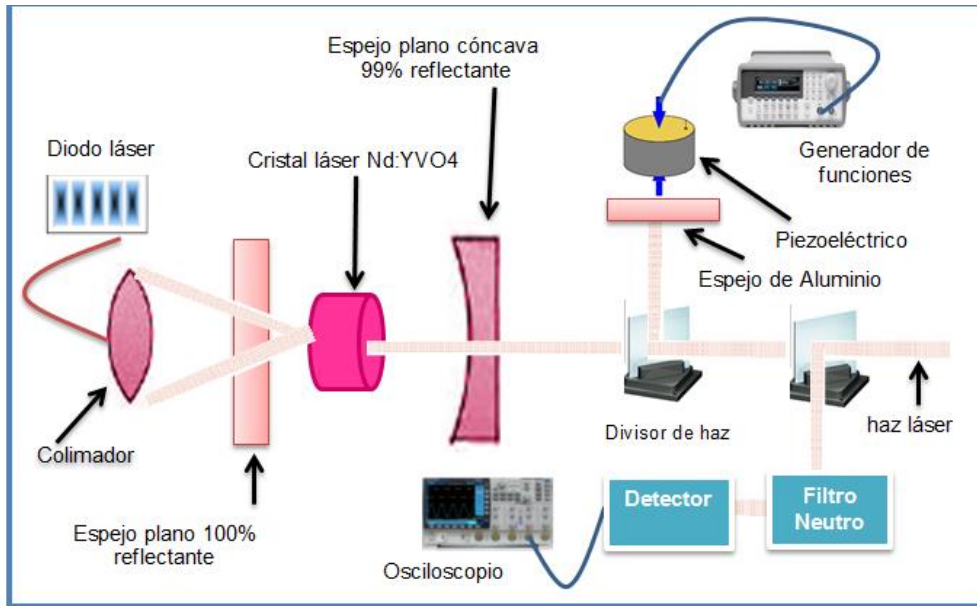 Espejo plano cóncava
99% reflectante
Diodo láser
Cristal láser Nd:YVO4
Generador de
funciones
Piezoeléctrico
Espejo de Aluminio
Colimador
Divisor de haz
haz láser
Espejo plano 100%
reflectante
Osciloscopio
Detector
Filtro
Neutro